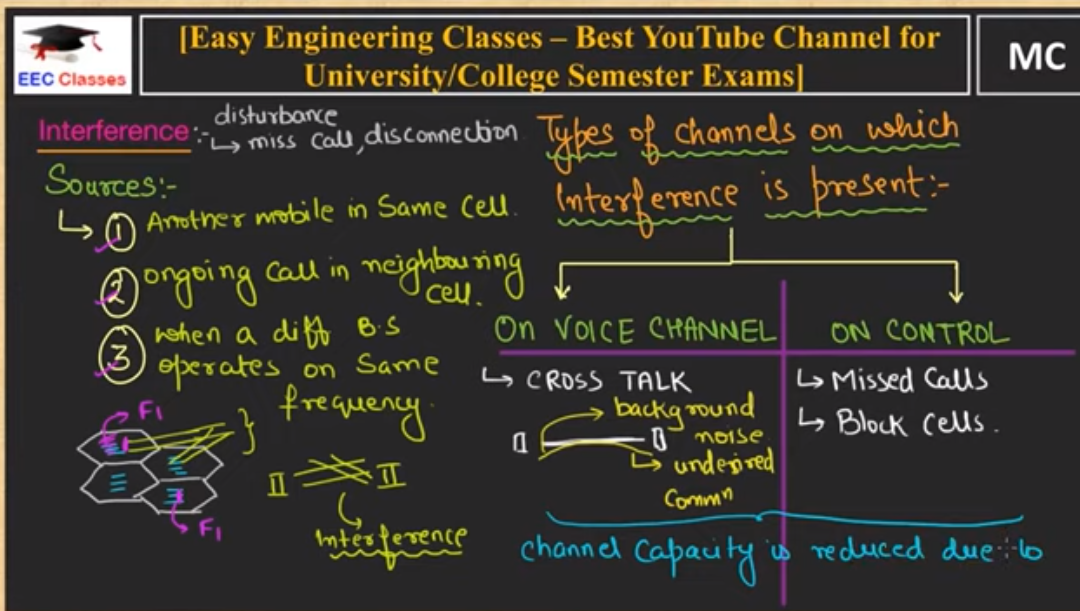 [Easy Engineering Classes – Best YouTube Channel for
University/College Semester Exams]
EEC Classes
MC
Interference :-
disturbance
↳ miss call, disconnection
Sources:-
↳ ① Another mobile in Same Cell.
② ongoing call in neighbouring
cell.
③ when a diff B.S
operates on Same
frequency.
F1
F1
Interference
Types of channels on which
Interference is present:-
On VOICE CHANNEL
↳ CROSS TALK
background
noise
undesired
Commn
ON CONTROL
↳ Missed Calls
↳ Block Cells.
Channel Capacity is reduced due to